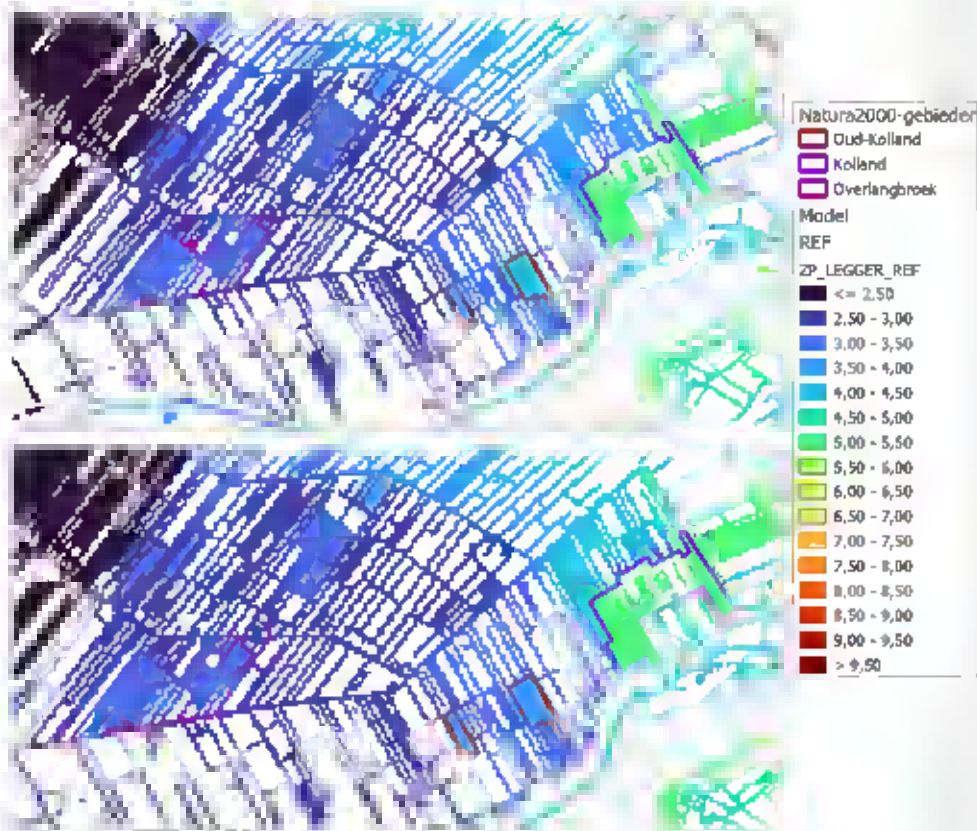 Natura2000-gebieden
Oud-Kolland
Kolland
Overlangbroek
Model
REF
ZP_LEGGER_REF
<= 2,50
2,50 - 3,00
3,00 - 3,50
3,50 - 4,00
4,00 - 4,50
4,50 - 5,00
5,00 - 5,50
5,50 - 6,00
6,00 - 6,50
6,50 - 7,00
7,00 - 7,50
7,50 - 8,00
8,00 - 8,50
8,50 - 9,00
9,00 - 9,50
> 9,50